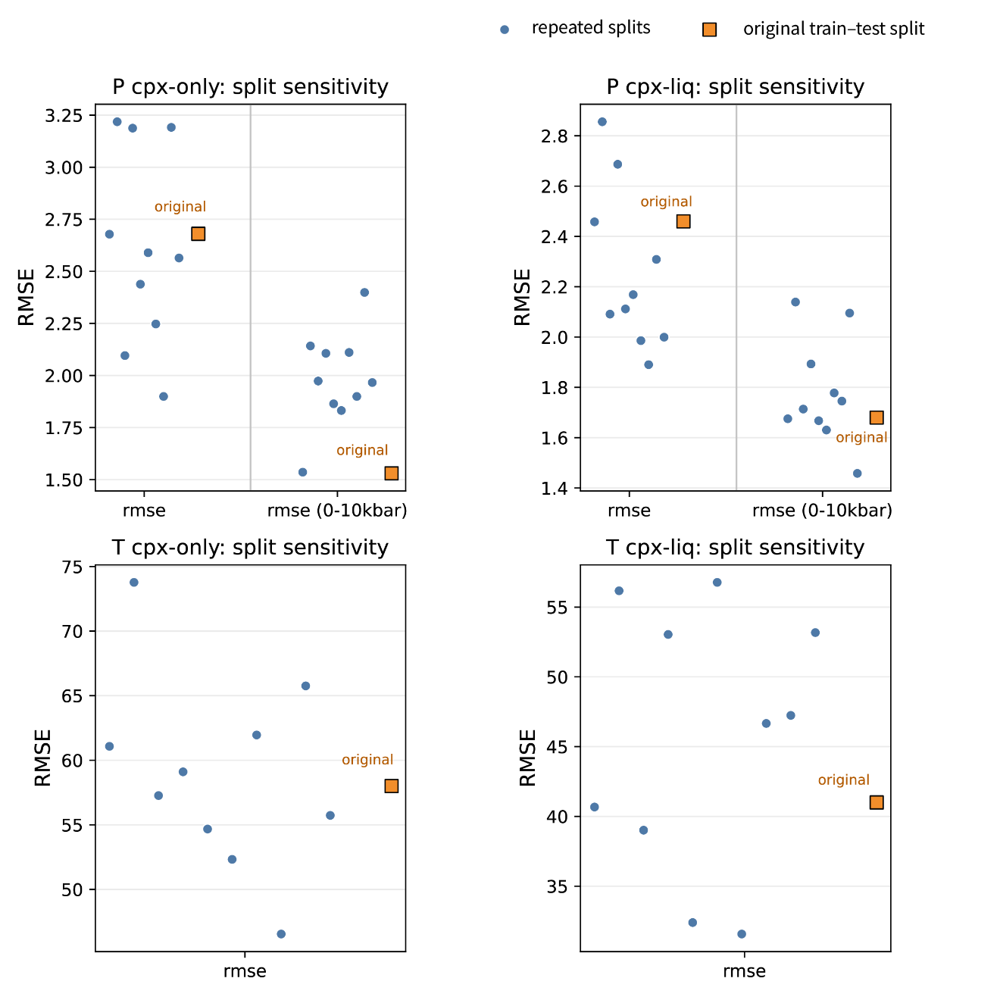 repeated splits
original train–test split
P cpx-only: split sensitivity
RMSE
3.25
3.00
2.75
2.50
2.25
2.00
1.75
1.50
original
original
rmse
rmse (0-10kbar)
P cpx-liq: split sensitivity
RMSE
2.8
2.6
2.4
2.2
2.0
1.8
1.6
1.4
original
original
rmse
rmse (0-10kbar)
T cpx-only: split sensitivity
RMSE
75
70
65
60
55
50
original
rmse
T cpx-liq: split sensitivity
RMSE
55
50
45
40
35
original
rmse